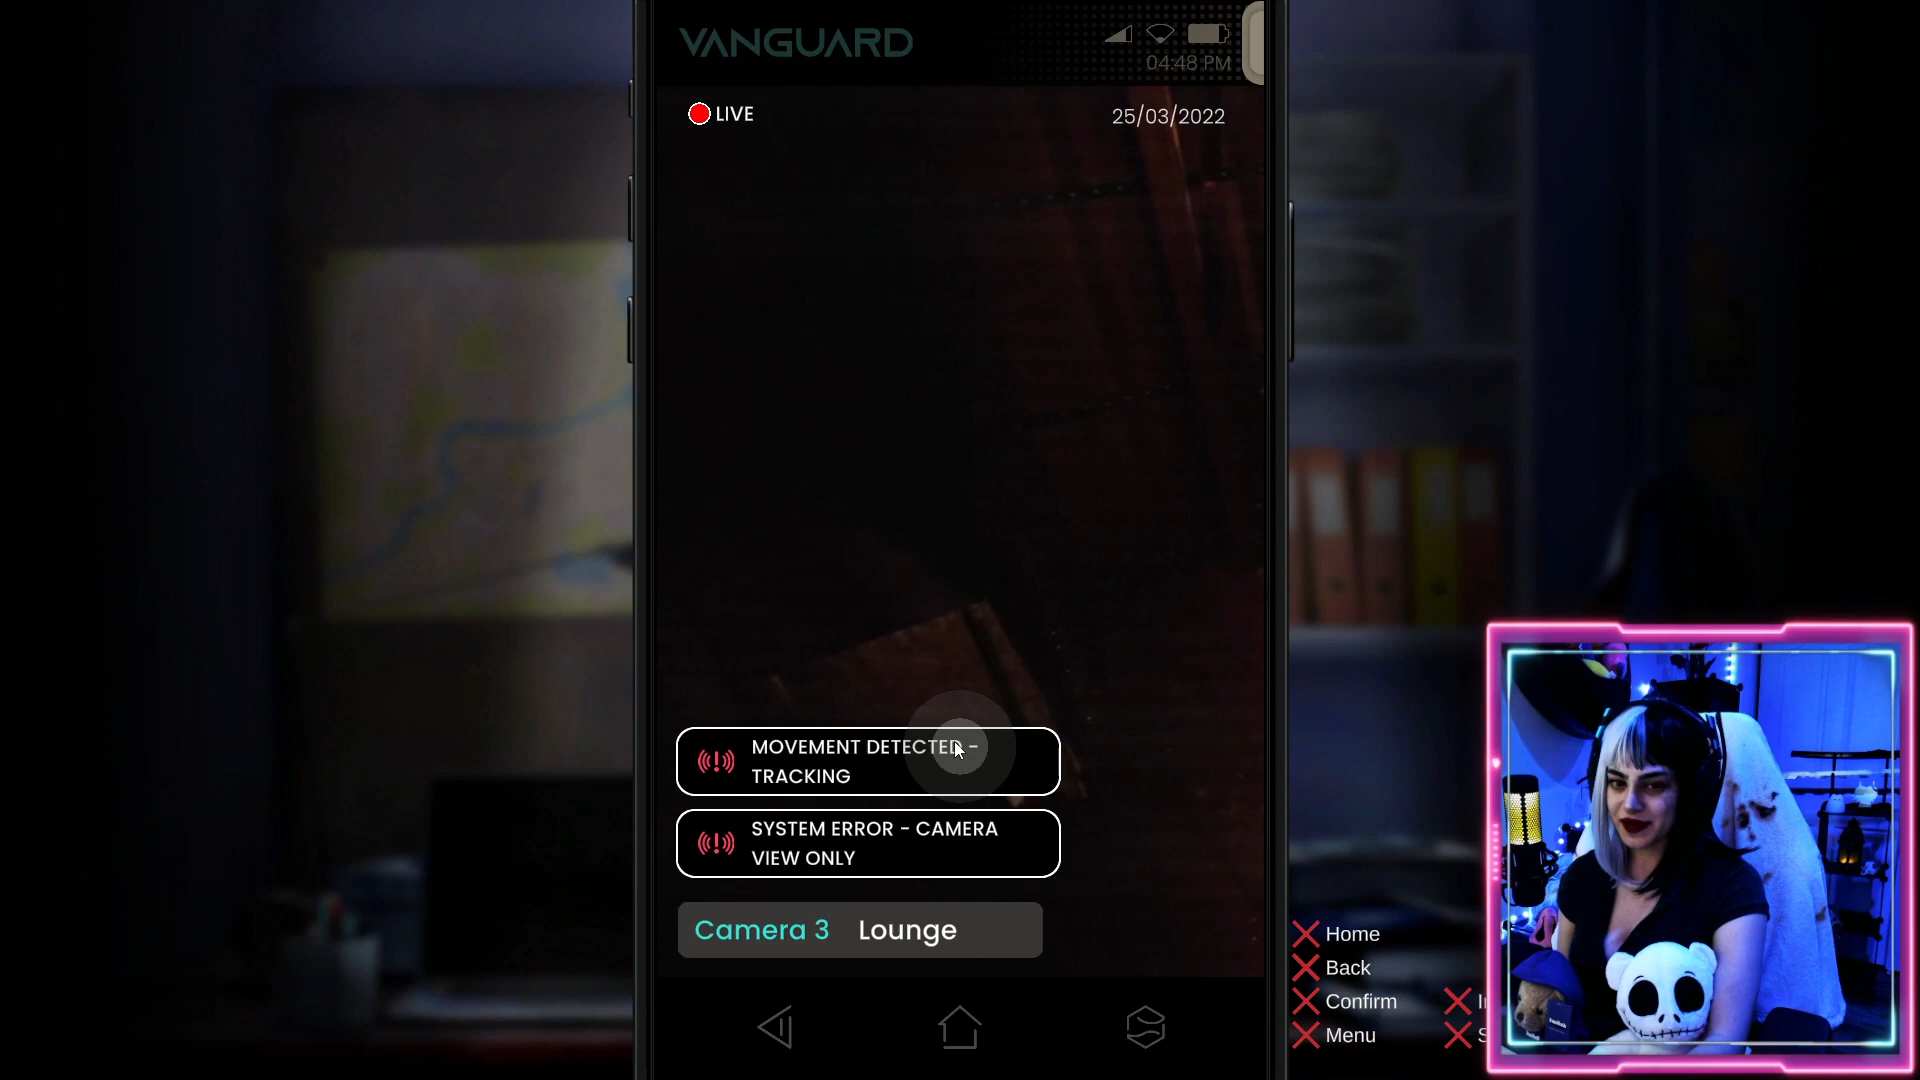 VANGUARD
04:48 PM
LIVE
25/03/2022
MOVEMENT DETECTED -
TRACKING
SYSTEM ERROR - CAMERA
VIEW ONLY
Camera 3 Lounge
Home
Back
Confirm
Menu